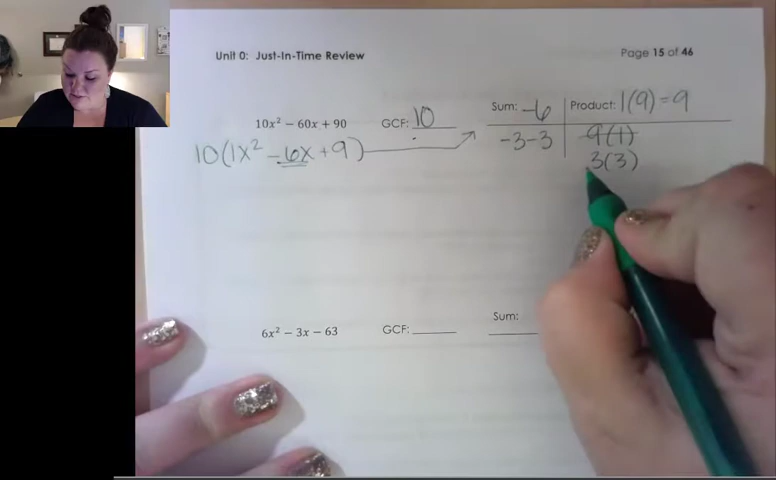 Unit 0: Just-In-Time Review
Page 15 of 46
10x² − 60x + 90
GCF: 10
Sum: -6
Product: 1(9) = 9
10(1x² - 6x + 9)
-3-3
9(1)
3(3)
6x² − 3x − 63
GCF:
Sum: